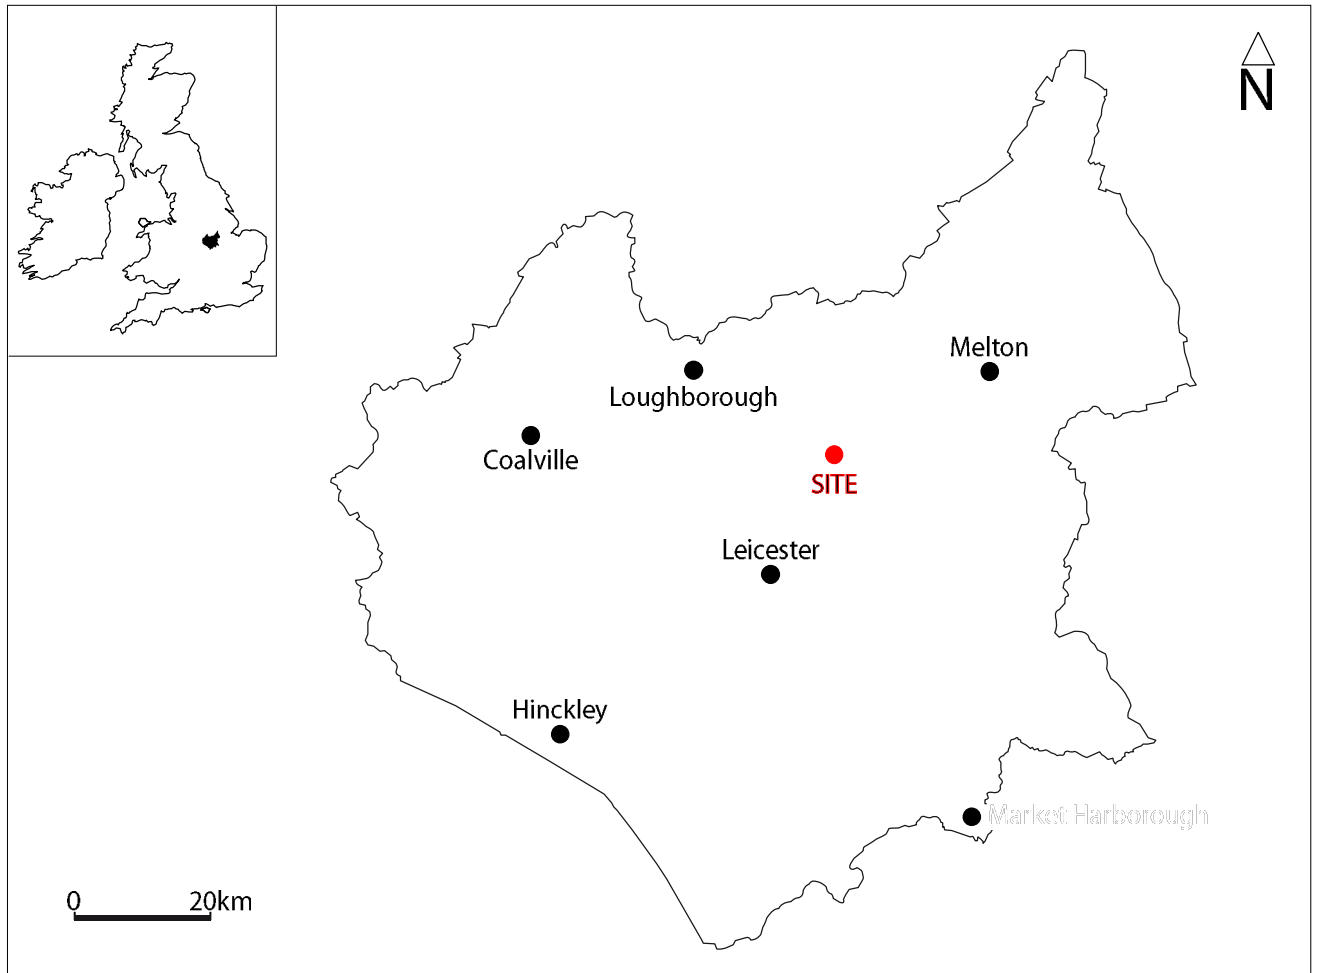 N
Melton
Loughborough
Coalville
SITE
Leicester
Hinckley
Market Harborough
0 20km